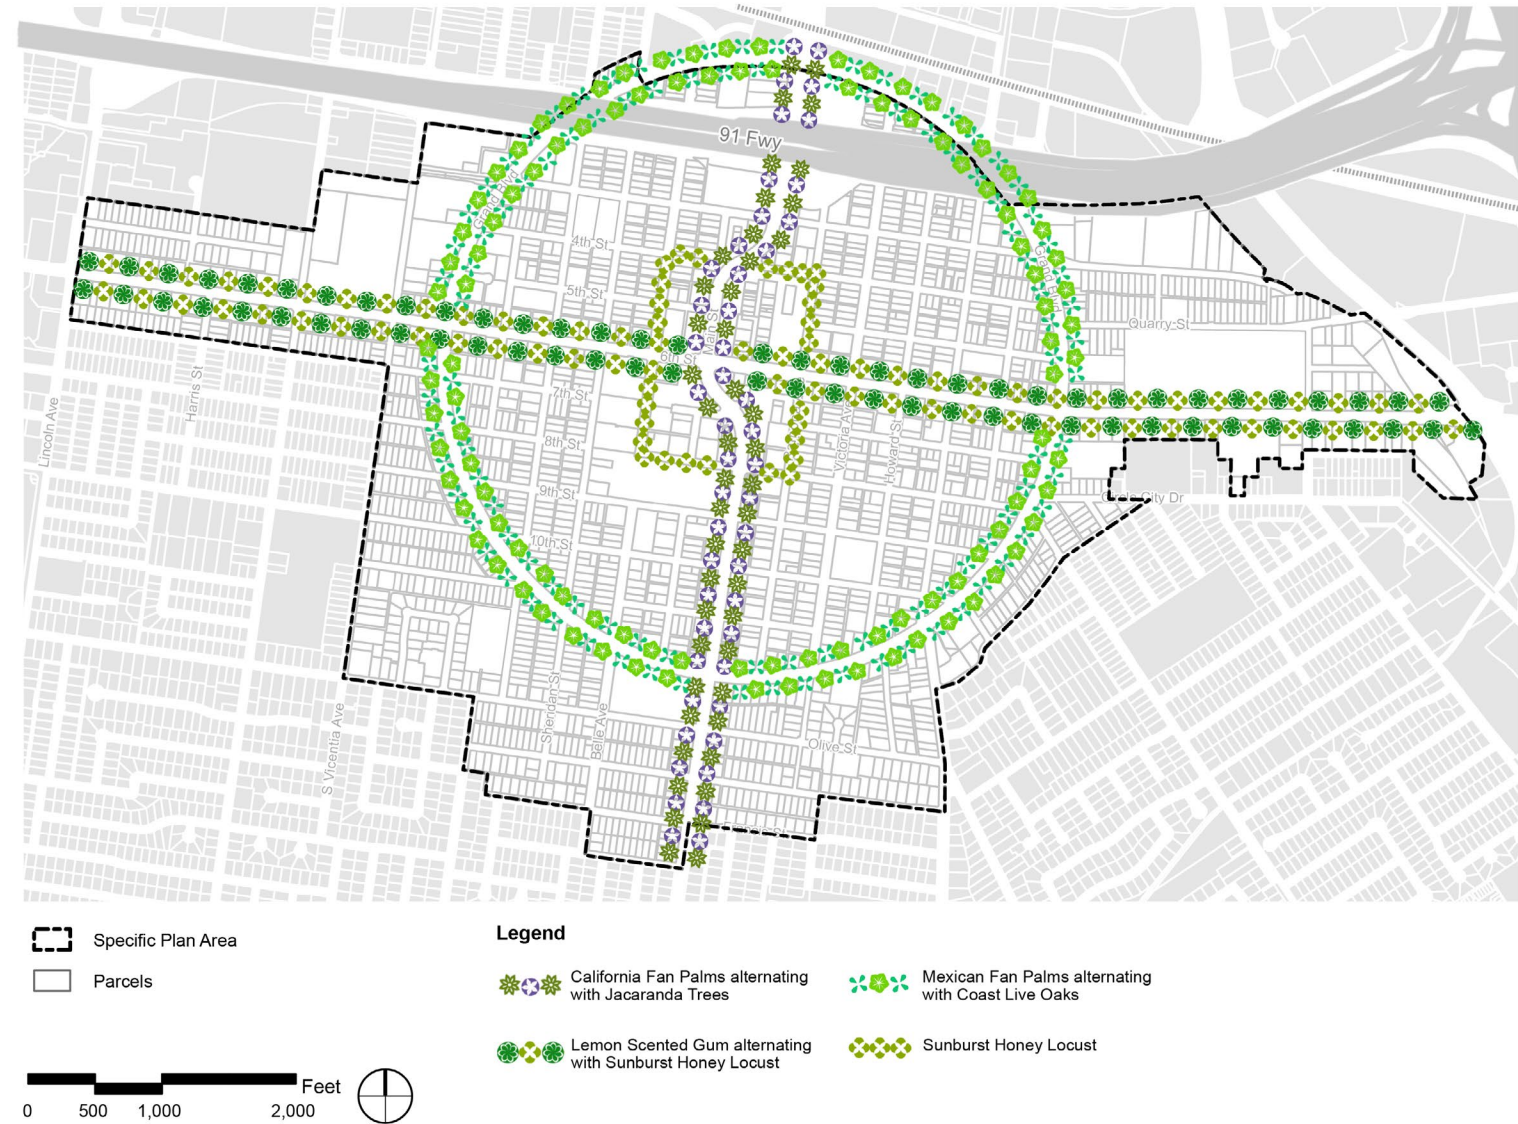 91 Fwy
Grand Blvd
4th St
5th St
Grand Blvd
Quarry St
Main St
6th St
7th St
Harris St
Lincoln Ave
8th St
Victoria Ave
Howard St
9th St
Circle City Dr
10th St
Sheridan St
Belle Ave
S Vicentia Ave
Olive St
Specific Plan Area
Parcels
Legend
California Fan Palms alternating
with Jacaranda Trees
Mexican Fan Palms alternating
with Coast Live Oaks
Lemon Scented Gum alternating
with Sunburst Honey Locust
Sunburst Honey Locust
Feet
0 500 1,000 2,000